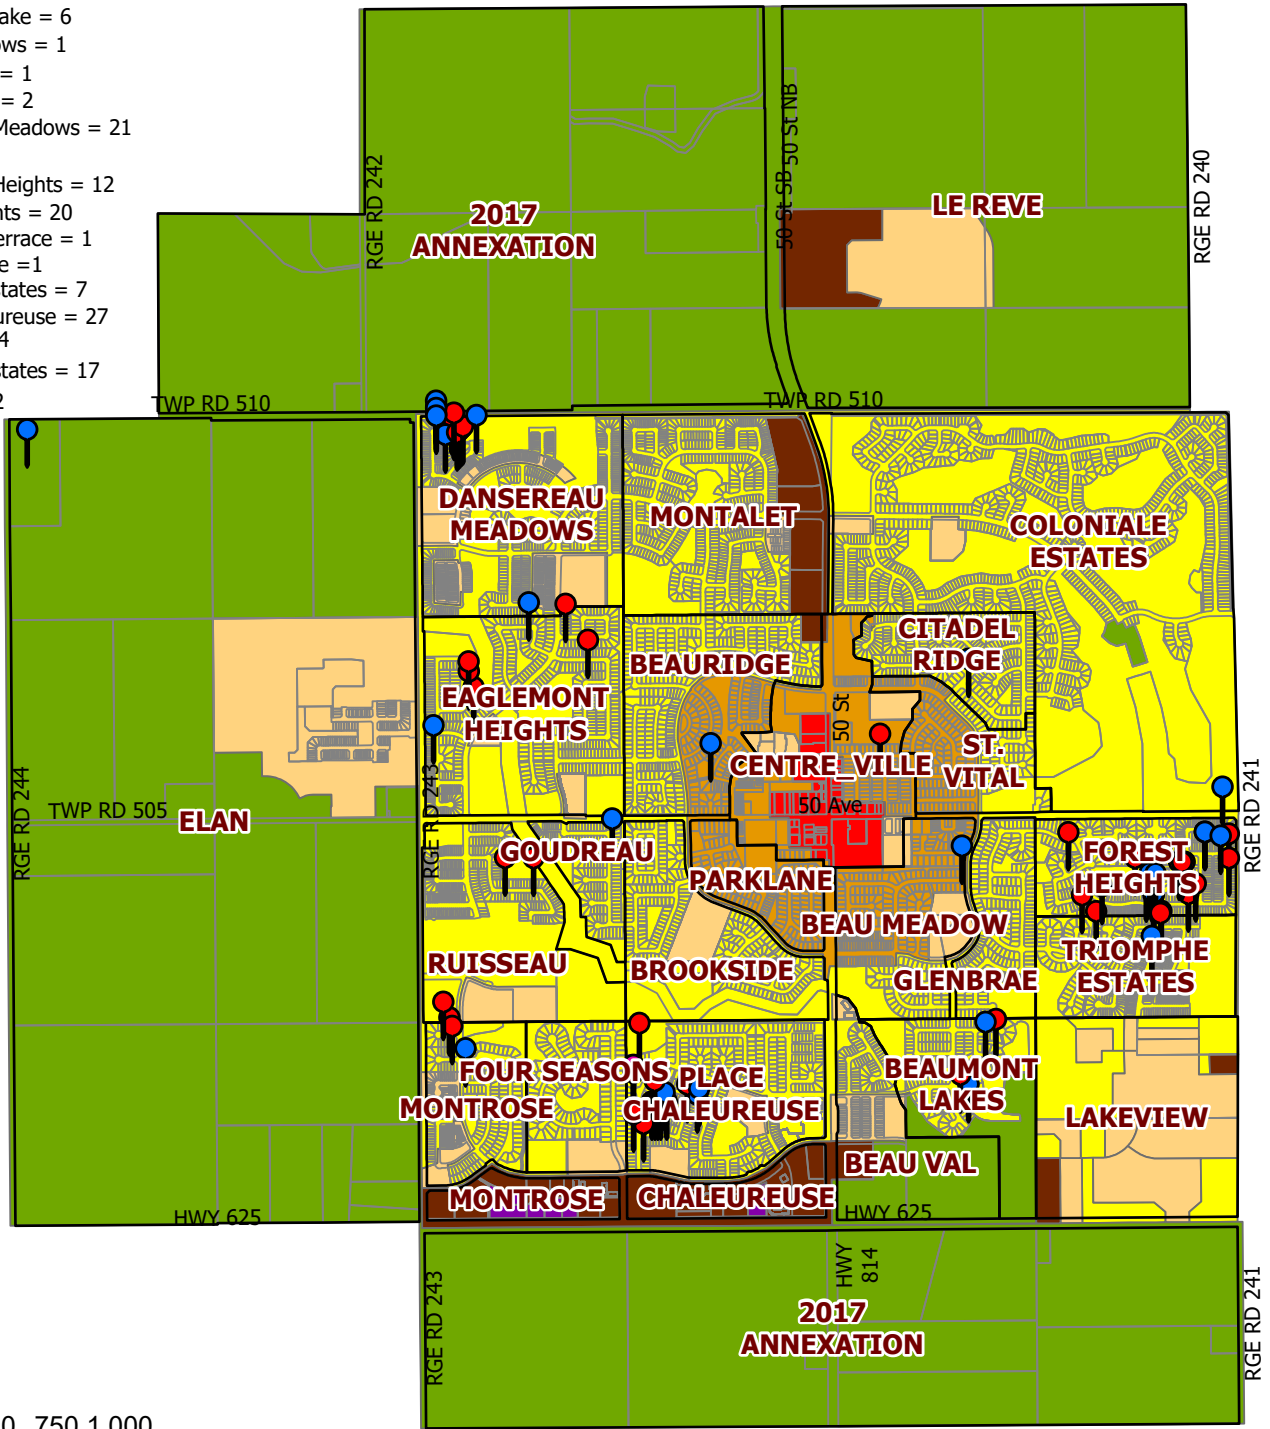 ake = 6
ows = 1
= 1
= 2
Meadows = 21
Heights = 12
nts = 20
errace = 1
e =1
states = 7
ureuse = 27
4
states = 17
2
RGE RD 242
50 St SB
50 St NB
RGE RD 240
2017
ANNEXATION
LE REVE
TWP RD 510
TWP RD 510
DANSEREAU
MEADOWS
MONTALET
COLONIALE
ESTATES
CITADEL
RIDGE
BEAURIDGE
EAGLEMONT
HEIGHTS
50 St
CENTRE_VILLE
ST.
VITAL
RGE RD 244
RGE RD 243
RGE RD 241
TWP RD 505
ELAN
50 Ave
GOUDREAU
PARKLANE
FOREST
HEIGHTS
BEAU MEADOW
RUISSEAU
BROOKSIDE
GLENBRAE
TRIOMPHE
ESTATES
FOUR SEASONS
PLACE
CHALEUREUSE
MONTROSE
BEAUMONT
LAKES
LAKEVIEW
BEAU VAL
MONTROSE
CHALEUREUSE
HWY 625
HWY 625
HWY
814
RGE RD 243
RGE RD 241
2017
ANNEXATION
0 750 1,000